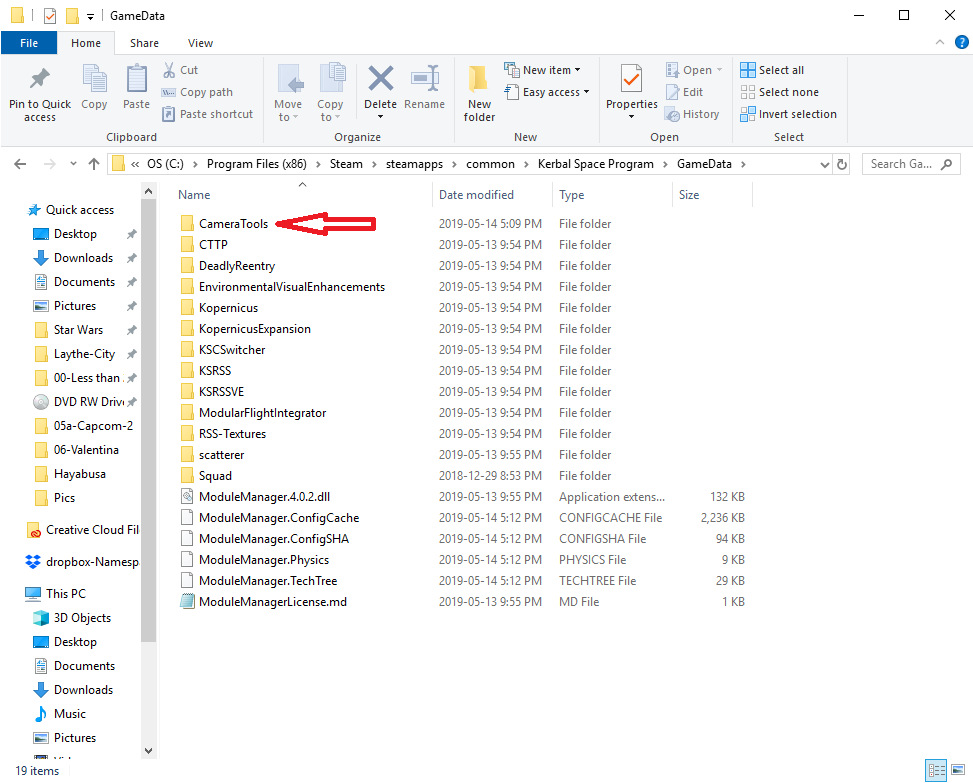 GameData
File Home Share View
Pin to Quick access
Copy
Paste
Cut
Copy path
Paste shortcut
Clipboard
Move to
Copy to
Delete
Rename
Organize
New folder
New item
Easy access
New
Properties
Open
Edit
History
Open
Select all
Select none
Invert selection
Select
« OS (C:) > Program Files (x86) > Steam > steamapps > common > Kerbal Space Program > GameData >
Search Ga...
Quick access
Desktop
Downloads
Documents
Pictures
Star Wars
Laythe-City
00-Less than
DVD RW Drive
05a-Capcom-2
06-Valentina
Hayabusa
Pics
Creative Cloud Fil
dropbox-Namesp
This PC
3D Objects
Desktop
Documents
Downloads
Music
Pictures
Name Date modified Type Size
CameraTools 2019-05-14 5:09 PM File folder
CTTP 2019-05-13 9:54 PM File folder
DeadlyReentry 2019-05-13 9:54 PM File folder
EnvironmentalVisualEnhancements 2019-05-13 9:54 PM File folder
Kopernicus 2019-05-13 9:54 PM File folder
KopernicusExpansion 2019-05-13 9:54 PM File folder
KSCSwitcher 2019-05-13 9:54 PM File folder
KSRSS 2019-05-13 9:54 PM File folder
KSRSSVE 2019-05-13 9:54 PM File folder
ModularFlightIntegrator 2019-05-13 9:54 PM File folder
RSS-Textures 2019-05-13 9:54 PM File folder
scatterer 2019-05-13 9:54 PM File folder
Squad 2018-12-29 8:53 PM File folder
ModuleManager.4.0.2.dll 2019-05-13 9:55 PM Application extens... 132 KB
ModuleManager.ConfigCache 2019-05-14 5:12 PM CONFIGCACHE File 2,236 KB
ModuleManager.ConfigSHA 2019-05-14 5:12 PM CONFIGSHA File 94 KB
ModuleManager.Physics 2019-05-14 5:12 PM PHYSICS File 9 KB
ModuleManager.TechTree 2019-05-14 5:12 PM TECHTREE File 29 KB
ModuleManagerLicense.md 2019-05-13 9:55 PM MD File 1 KB
19 items